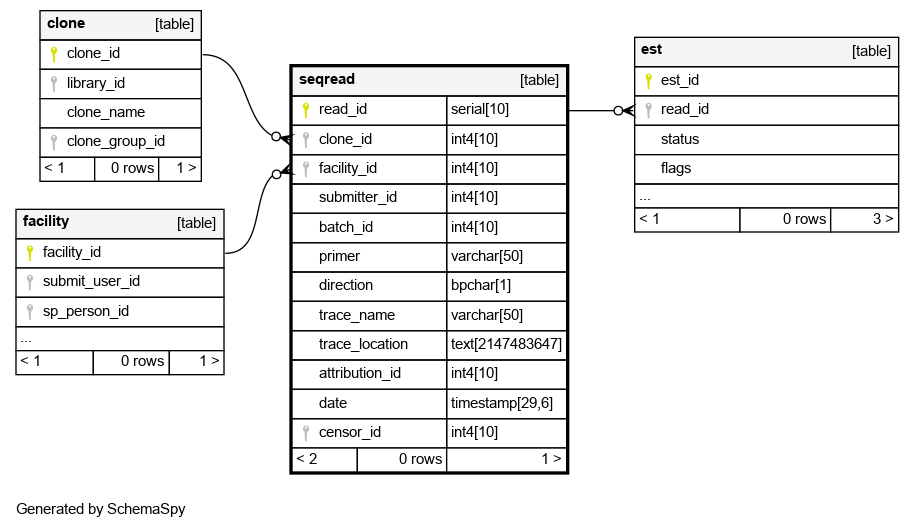 clone [table]
clone_id
library_id
clone_name
clone_group_id
< 1 0 rows 1 >
facility [table]
facility_id
submit_user_id
sp_person_id
...
< 1 0 rows 1 >
seqread [table]
read_id serial[10]
clone_id int4[10]
facility_id int4[10]
submitter_id int4[10]
batch_id int4[10]
primer varchar[50]
direction bpchar[1]
trace_name varchar[50]
trace_location text[2147483647]
attribution_id int4[10]
date timestamp[29,6]
censor_id int4[10]
< 2 0 rows 1 >
est [table]
est_id
read_id
status
flags
...
< 1 0 rows 3 >
Generated by SchemaSpy